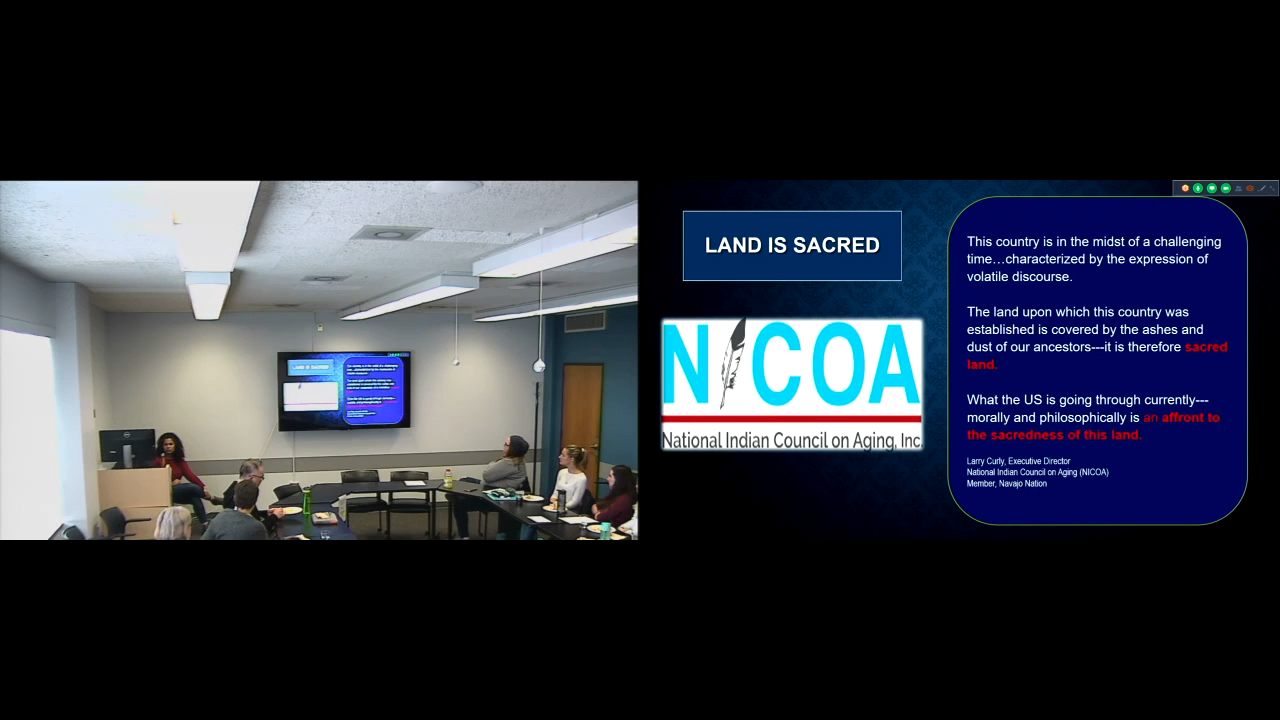 LAND IS SACRED
NICOA
National Indian Council on Aging, Inc.
This country is in the midst of a challenging
time…characterized by the expression of
volatile discourse.
The land upon which this country was
established is covered by the ashes and
dust of our ancestors---it is therefore sacred
land.
What the US is going through currently---
morally and philosophically is an affront to
the sacredness of this land.
Larry Curly, Executive Director
National Indian Council on Aging (NICOA)
Member, Navajo Nation
LAND IS SACRED